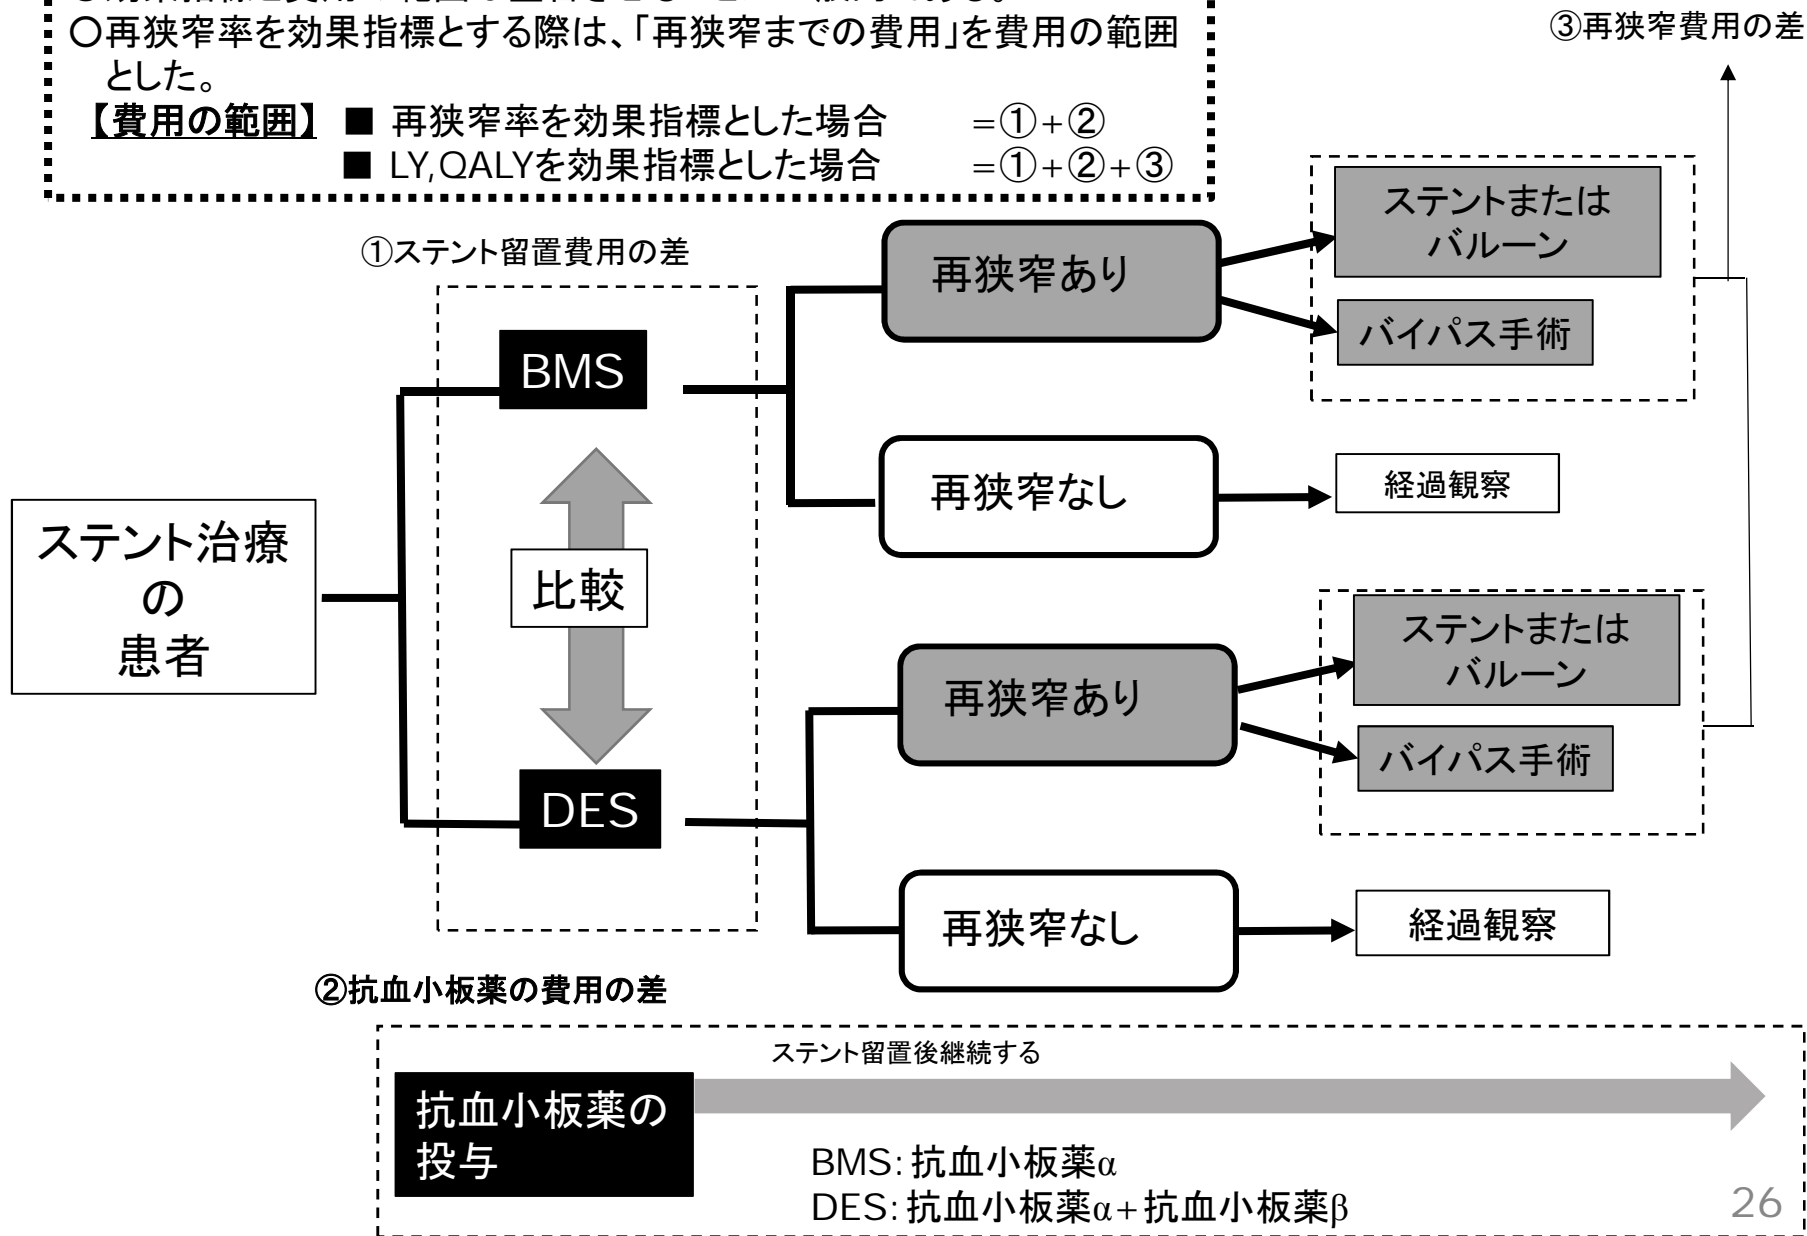 〇再狭窄率を効果指標とする際は、「再狭窄までの費用」を費用の範囲
とした。
【費用の範囲】 ■ 再狭窄率を効果指標とした場合 =①+②
■ LY,QALYを効果指標とした場合 =①+②+③
③再狭窄費用の差
①ステント留置費用の差
ステント治療
の
患者
BMS
比較
DES
再狭窄あり
ステントまたは
バルーン
バイパス手術
再狭窄なし
経過観察
再狭窄あり
ステントまたは
バルーン
バイパス手術
再狭窄なし
経過観察
②抗血小板薬の費用の差
ステント留置後継続する
抗血小板薬の
投与
BMS:抗血小板薬α
DES:抗血小板薬α+抗血小板薬β
26